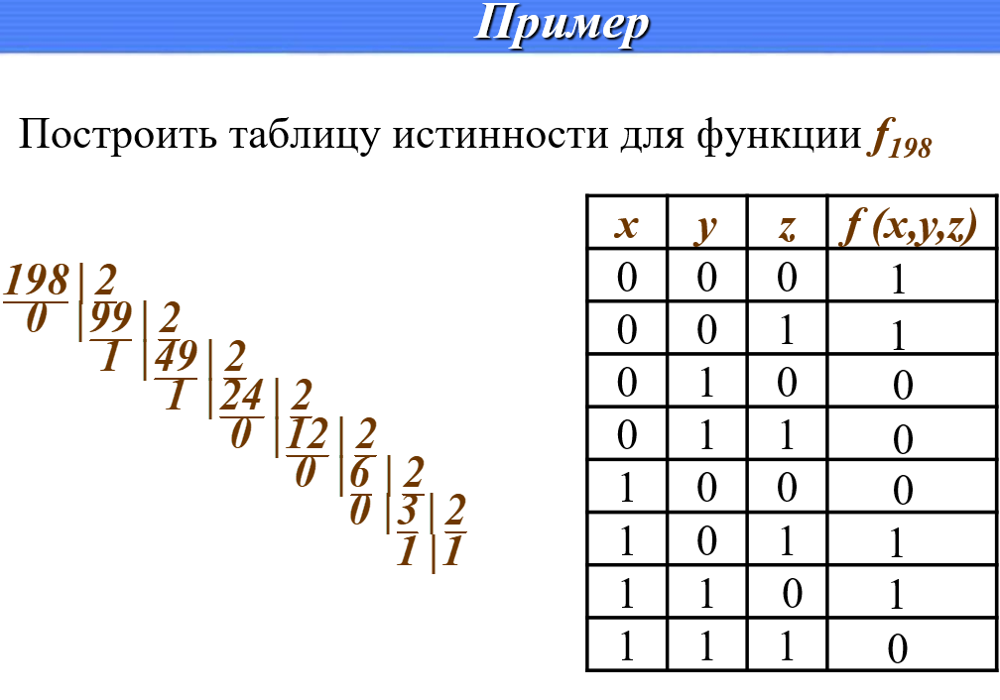 Пример
Построить таблицу истинности для функции f198
198 | 2
0 | 99 | 2
1 | 49 | 2
1 | 24 | 2
0 | 12 | 2
0 | 6 | 2
0 | 3 | 2
1 | 1
x y z f (x,y,z)
0 0 0 1
0 0 1 1
0 1 0 0
0 1 1 0
1 0 0 0
1 0 1 1
1 1 0 1
1 1 1 0